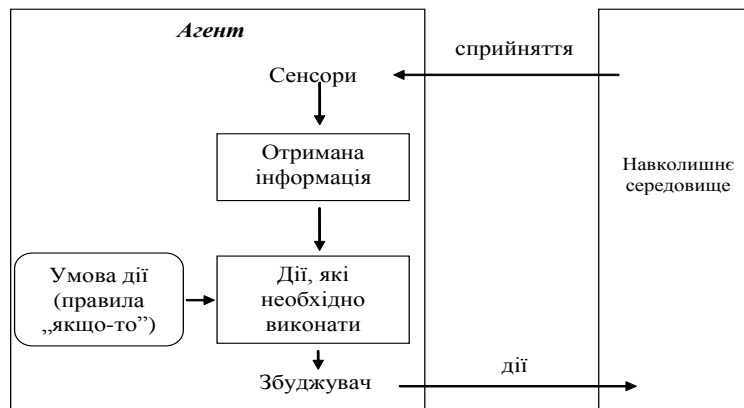 Агент
сприйняття
Сенсори
Отримана
інформація
Навколишнє
середовище
Умова дії
(правила
„якщо-то”)
Дії, які
необхідно
виконати
Збуджувач
дії